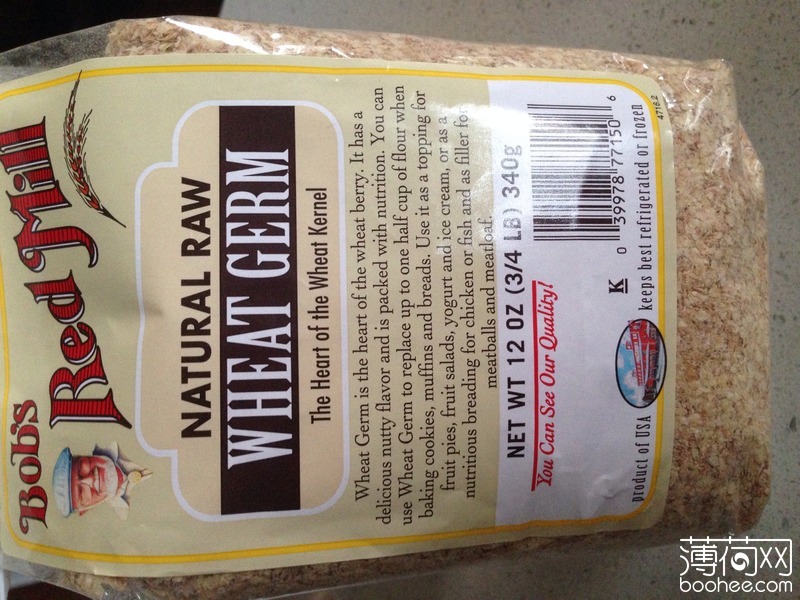 Bob's
Red Mill
NATURAL RAW
WHEAT GERM
The Heart of the Wheat Kernel
Wheat Germ is the heart of the wheat berry. It has a
delicious nutty flavor and is packed with nutrition. You can
use Wheat Germ to replace up to one half cup of flour when
baking cookies, muffins and breads. Use it as a topping for
fruit pies, fruit salads, yogurt and ice cream, or as a
nutritious breading for chicken or fish and as filler for
meatballs and meatloaf.
NET WT 12 OZ (3/4 LB) 340g
You Can See Our Quality!
K
0 39978 77150 6
4716.2
product of USA
keeps best refrigerated or frozen
薄荷网
boohee.com